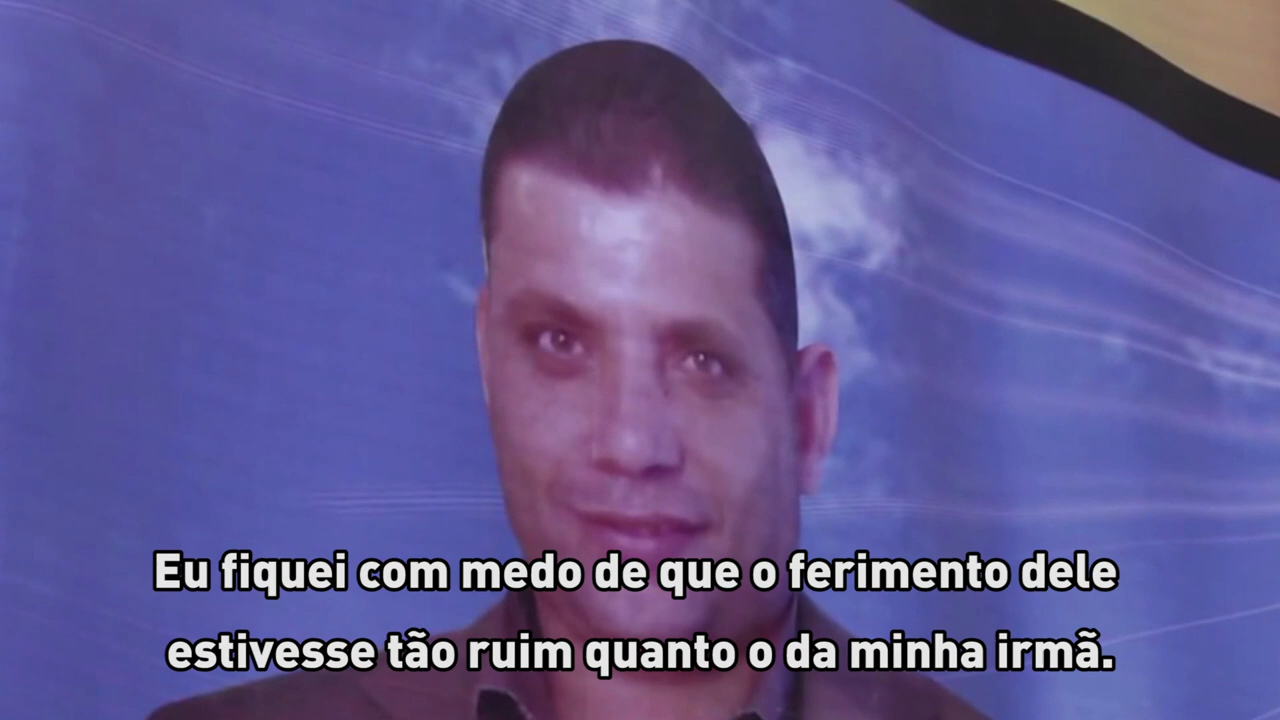 Eu fiquei com medo de que o ferimento dele
estivesse tão ruim quanto o da minha irmã.